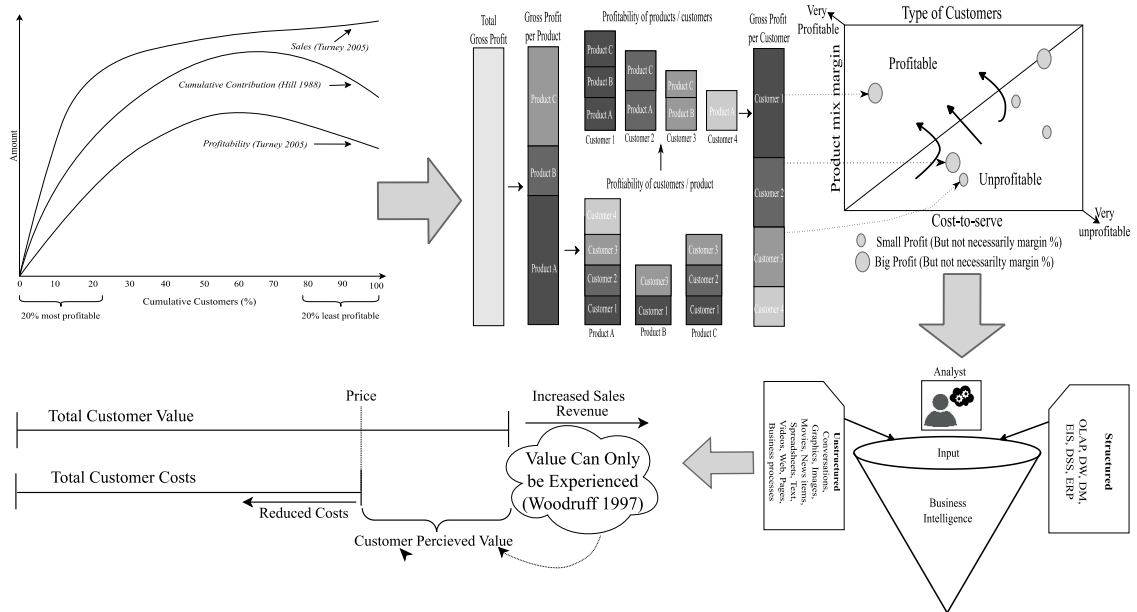 Amount
Sales (Turney 2005)
Cumulative Contribution (Hill 1988)
Profitability (Turney 2005)
0
0
10
20
30
40
50
60
70
80
90
100
Cumulative Customers (%)
20% most profitable
20% least profitable
Total
Gross Profit
Gross Profit
per Product
Product C
Product B
Product A
Profitability of products / customers
Product C
Product B
Product A
Customer 1
Product C
Product A
Customer 2
Product C
Product B
Customer 3
Product A
Customer 4
Profitiability of customers / product
Customer 4
Customer 3
Customer 2
Customer 1
Product A
Customer3
Customer 1
Product B
Customer 3
Customer 2
Customer 1
Product C
Gross Profit
per Customer
Customer 1
Customer 2
Customer 3
Customer 4
Very
Profitable
Type of Customers
Product mix margin
Profitable
Unprofitable
Cost-to-serve
Very
unprofitable
Small Profit (But not necessarily margin %)
Big Profit (But not necessarilty margin %)
Analyst
Unstructured
Conversations,
Graphics, Images,
Movies, News items,
Spreadsheets, Text,
Videos, Web, Pages,
Business processes
Structured
OLAP, DW, DM,
EIS, DSS, ERP
Input
Business
Intelligence
Price
Total Customer Value
Increased Sales
Revenue
Total Customer Costs
Reduced Costs
Value Can Only
be Experienced
(Woodruff 1997)
Customer Percieved Value